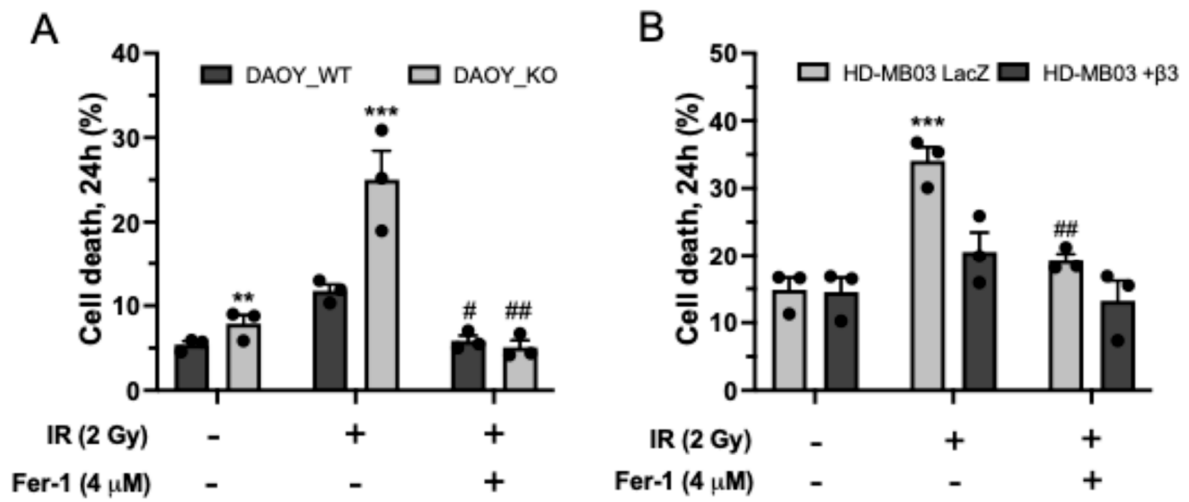 A
Cell death, 24h (%)
40
30
20
10
0
DAOY_WT DAOY_KO
**
***
#
##
IR (2 Gy) - + +
Fer-1 (4 μM) - - +
B
Cell death, 24h (%)
50
40
30
20
10
0
HD-MB03 LacZ HD-MB03 +β3
***
##
IR (2 Gy) - + +
Fer-1 (4 μM) - - +